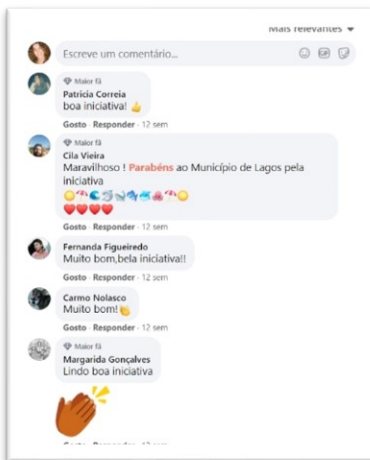 Mais relevantes
Escreve um comentário...
GIF
Maior fã
Patricia Correia
boa iniciativa! 👍
Gosto · Responder · 12 sem
Maior fã
Cila Vieira
Maravilhoso ! Parabéns ao Município de Lagos pela
iniciativa
Gosto · Responder · 12 sem
Fernanda Figueiredo
Muito bom,bela iniciativa!!
Gosto · Responder · 12 sem
Carmo Nolasco
Muito bom!👏
Gosto · Responder · 12 sem
Maior fã
Margarida Gonçalves
Lindo boa iniciativa